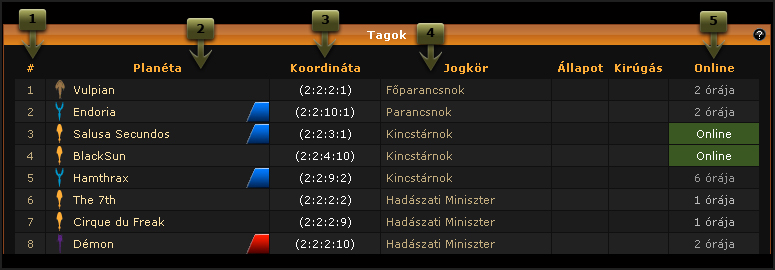 1 2 3 4 5
Tagok ?
# Planéta Koordináta Jogkör Állapot Kirúgás Online
1 Vulpian (2:2:2:1) Főparancsnok 2 órája
2 Endoria (2:2:10:1) Parancsnok 2 órája
3 Salusa Secundos (2:2:3:1) Kincstárnok Online
4 BlackSun (2:2:4:10) Kincstárnok Online
5 Hamthrax (2:2:9:2) Kincstárnok 6 órája
6 The 7th (2:2:2:2) Hadászati Miniszter 1 órája
7 Cirque du Freak (2:2:2:9) Hadászati Miniszter 1 órája
8 Démon (2:2:2:10) Hadászati Miniszter 2 órája